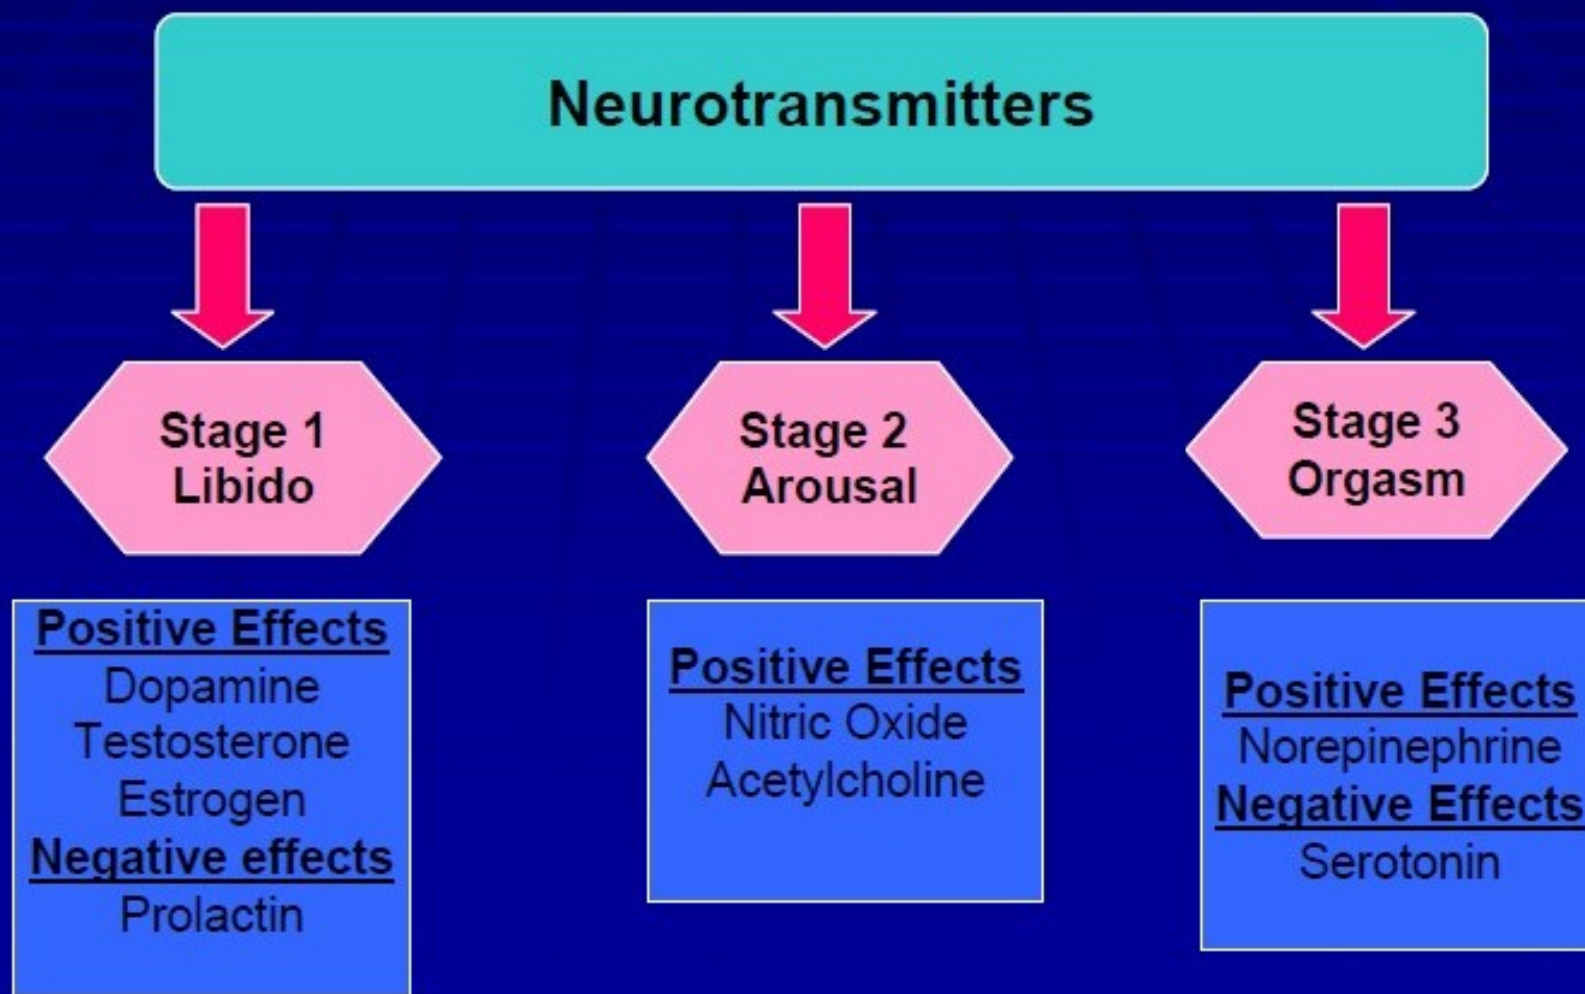 Neurotransmitters
Stage 1
Libido
Stage 2
Arousal
Stage 3
Orgasm
Positive Effects
Dopamine
Testosterone
Estrogen
Negative effects
Prolactin
Positive Effects
Nitric Oxide
Acetylcholine
Positive Effects
Norepinephrine
Negative Effects
Serotonin